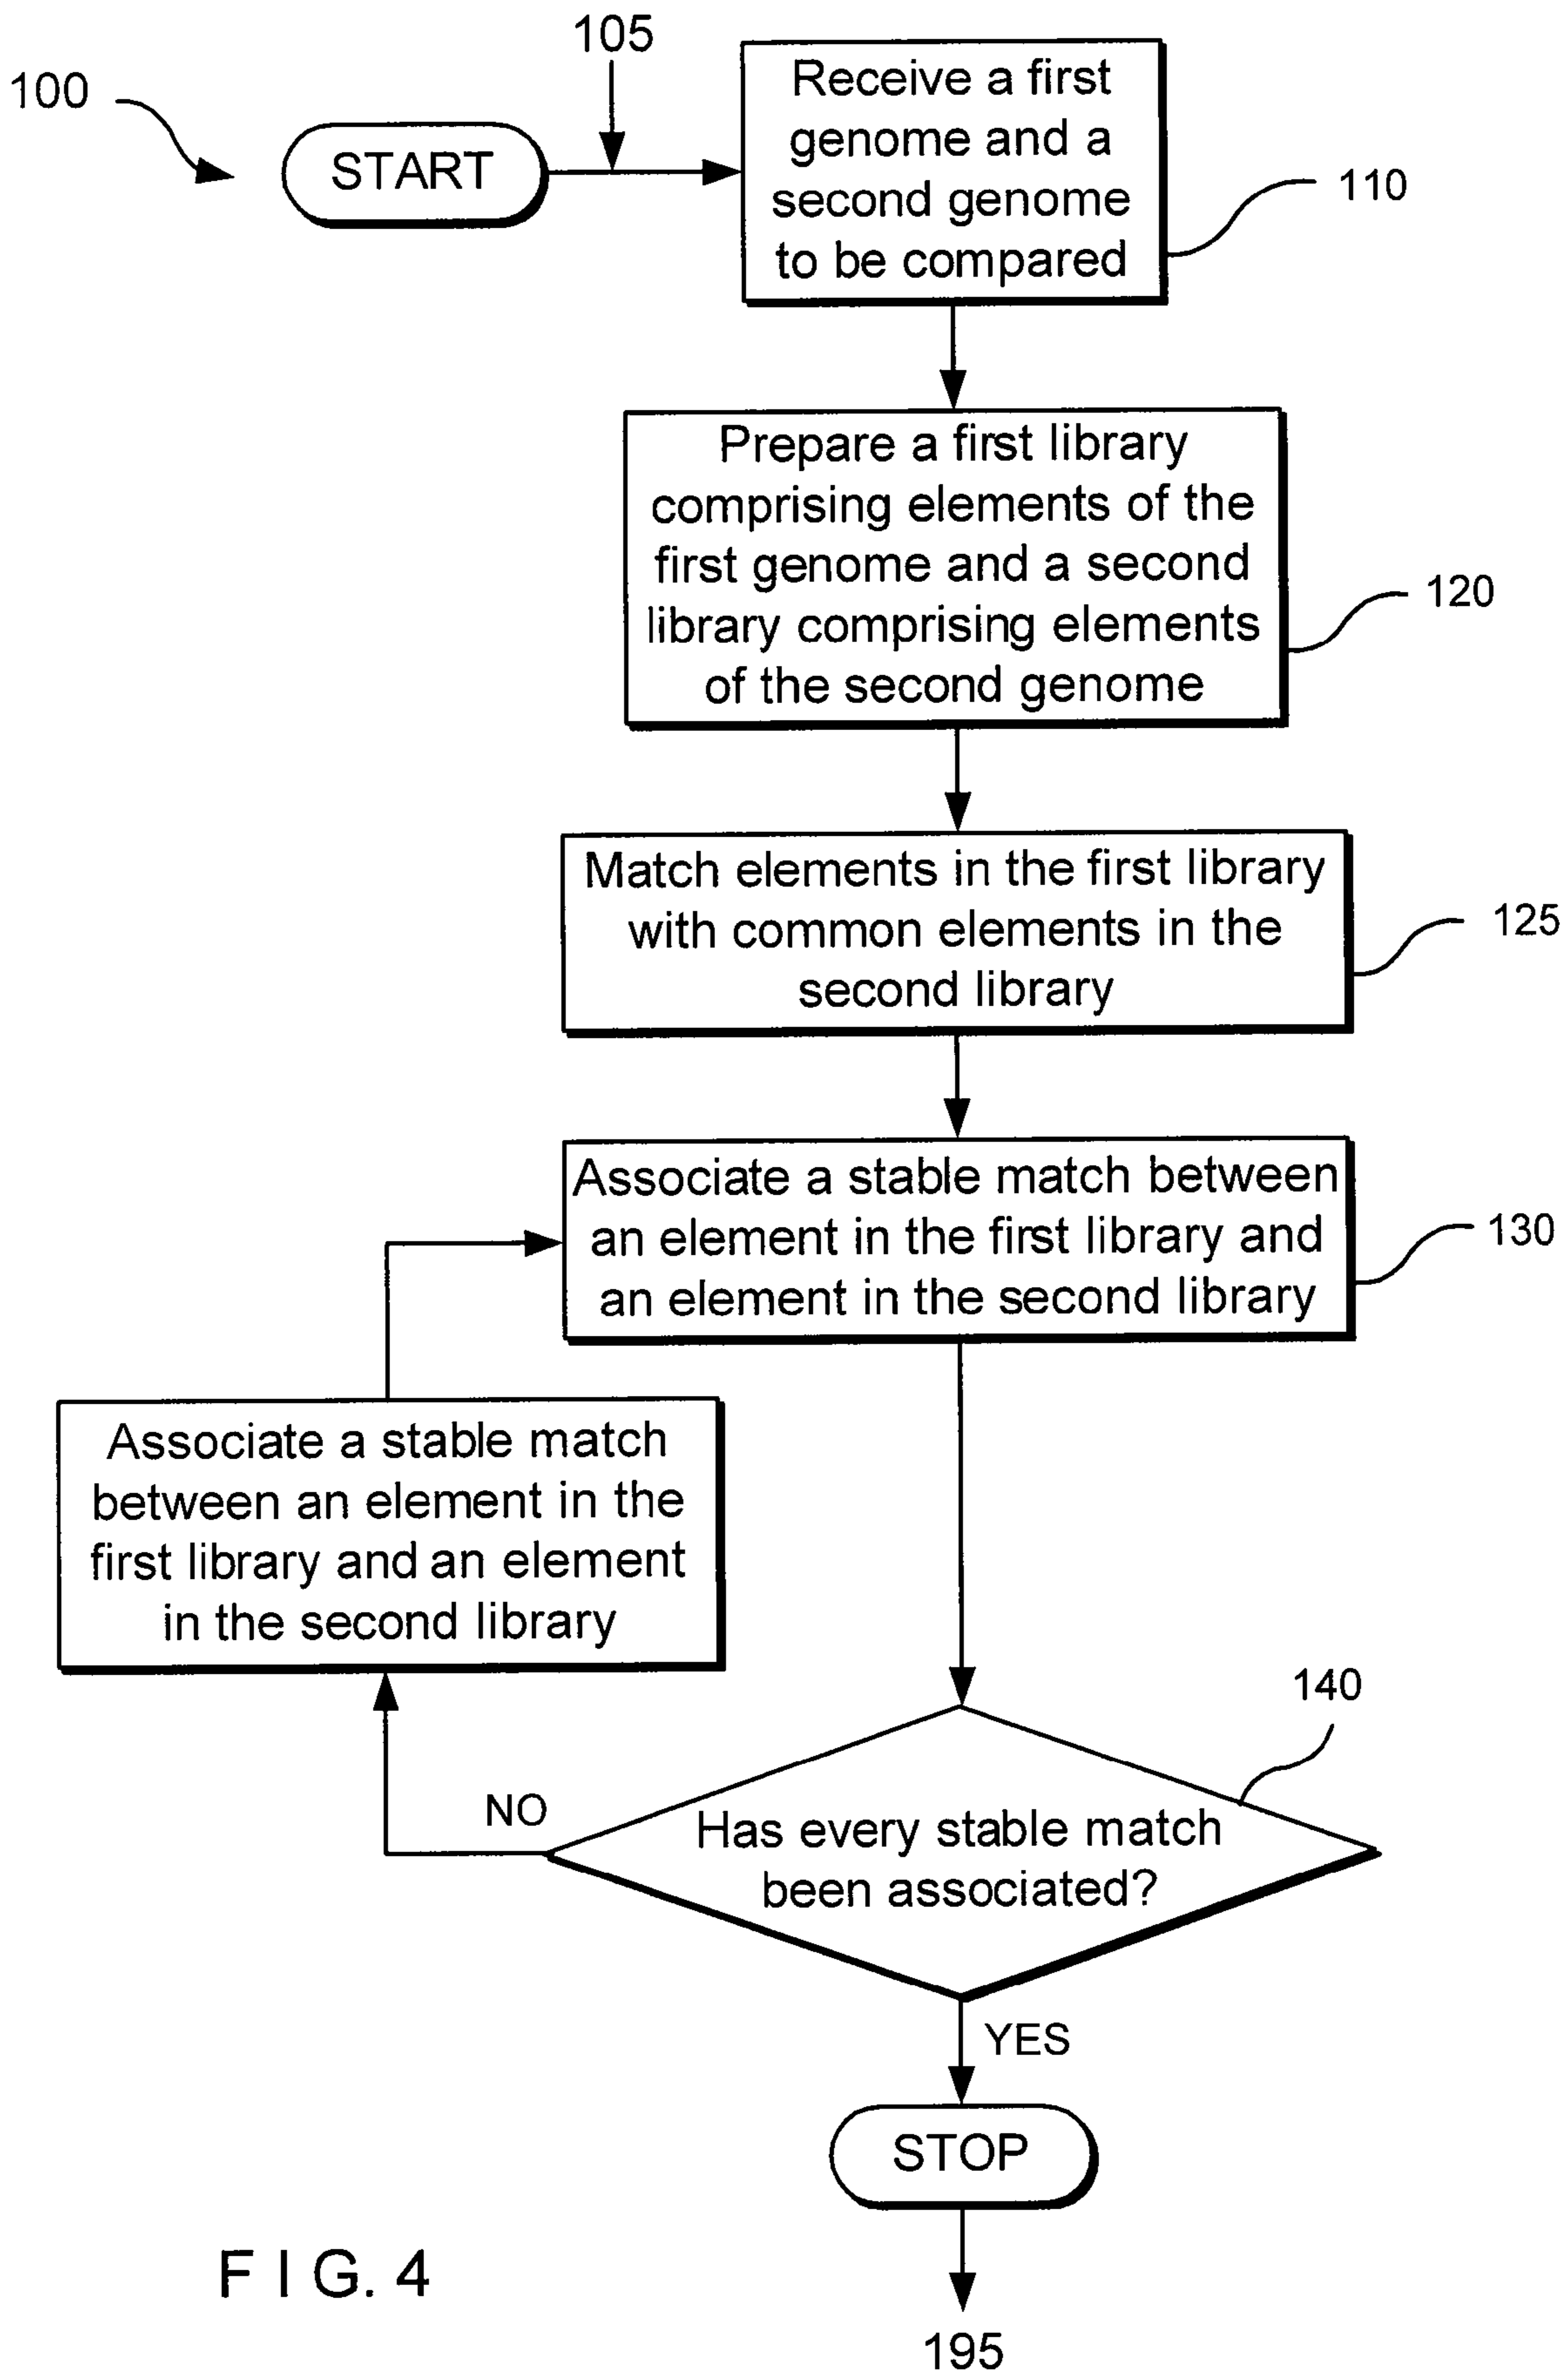 105
100
START
Receive a first
genome and a
second genome
to be compared
110
Prepare a first library
comprising elements of the
first genome and a second
library comprising elements
of the second genome
120
Match elements in the first library
with common elements in the
second library
125
Associate a stable match between
an element in the first library and
an element in the second library
130
Associate a stable match
between an element in the
first library and an element
in the second library
140
NO
Has every stable match
been associated?
YES
STOP
195
FIG. 4